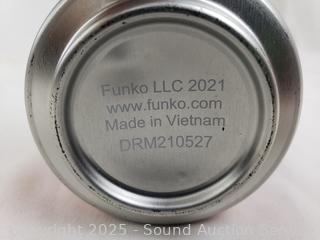 Funko LLC 2021
www.funko.com
Made in Vietnam
DRM210527
Copyright 2025 - Sound Auction Service